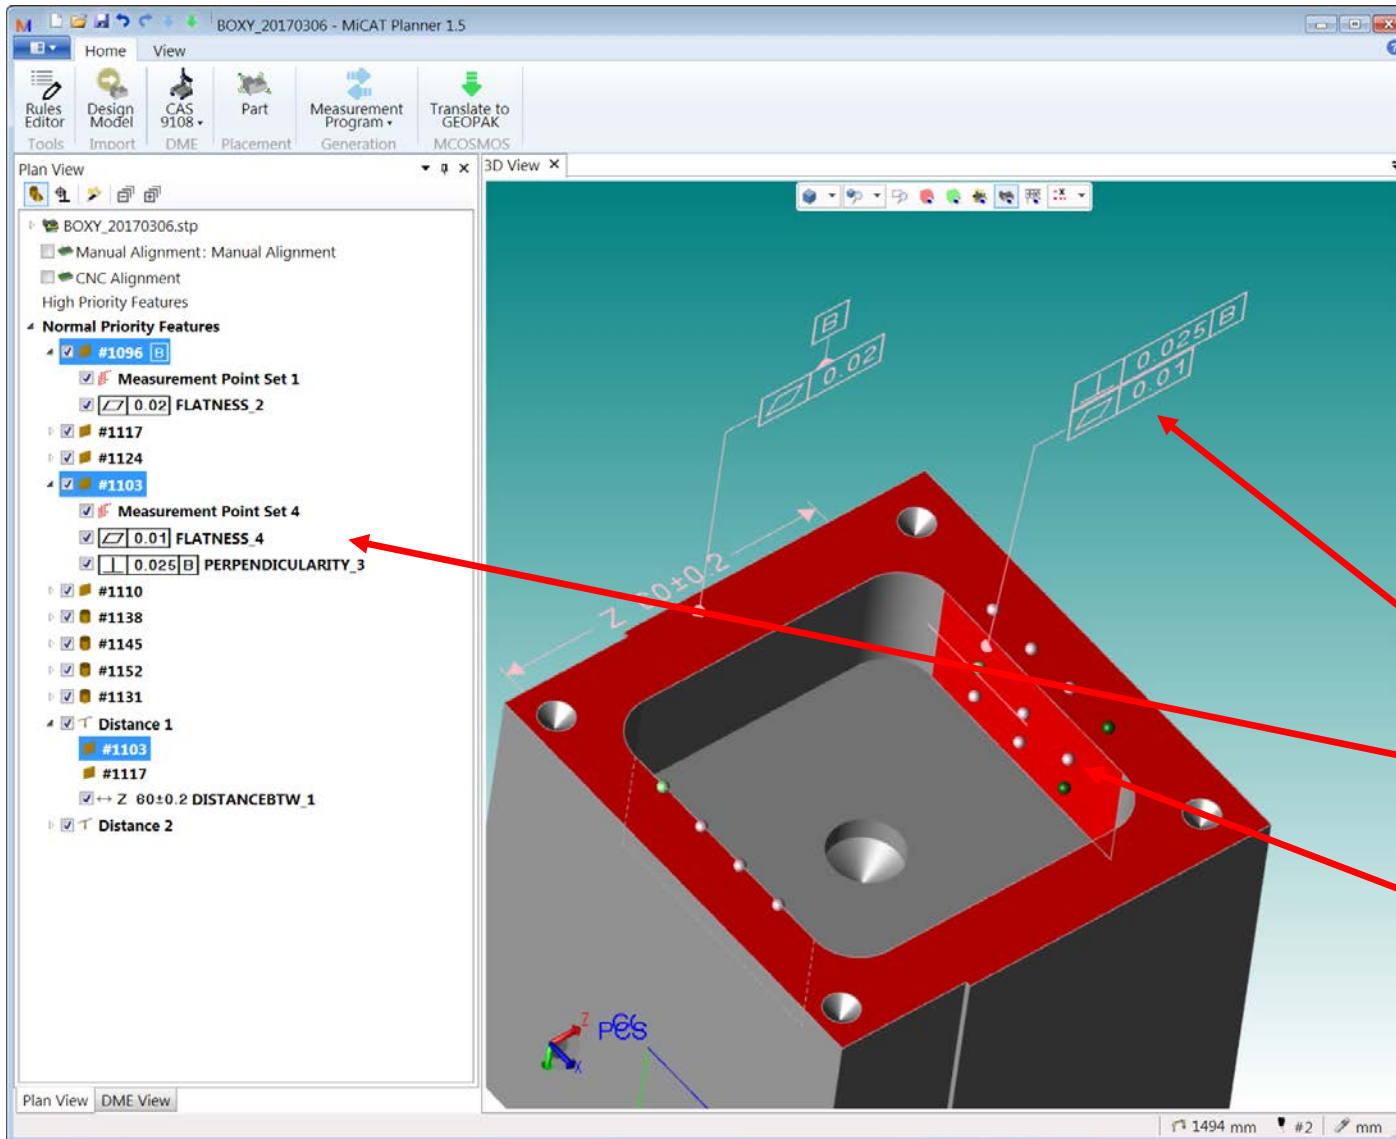 BOXY_20170306 - MiCAT Planner 1.5
Home View
Rules Editor
Design Model
CAS 9108
Part
Measurement Program
Translate to GEOPAK
Tools Import DME Placement Generation MCOSMOS
Plan View
3D View
BOXY_20170306.stp
Manual Alignment: Manual Alignment
CNC Alignment
High Priority Features
Normal Priority Features
#1096 B
Measurement Point Set 1
0.02 FLATNESS_2
#1117
#1124
#1103
Measurement Point Set 4
0.01 FLATNESS_4
0.025 B PERPENDICULARITY_3
#1110
#1138
#1145
#1152
#1131
Distance 1
#1103
#1117
Z 60±0.2 DISTANCEBTW_1
Distance 2
B
0.02
0.025 B
0.01
Z 60±0.2
Z
X
Plan View DME View
1494 mm #2 mm